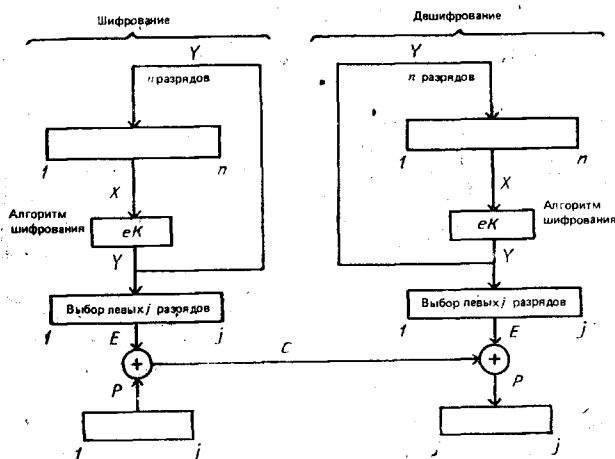 Шифрование
Y
n разрядов
1 n
X
Алгоритм
шифрования
eK
Y
Выбор левых j разрядов
1 E j
+
P
1 j
C
Дешифрование
Y
n разрядов
1 n
X
Алгоритм
шифрования
eK
Y
Выбор левых j разрядов
1 E j
+
P
j